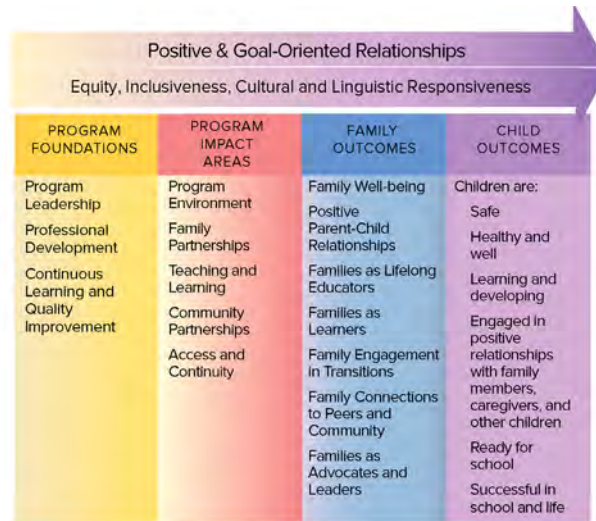 Positive & Goal-Oriented Relationships
Equity, Inclusiveness, Cultural and Linguistic Responsiveness
PROGRAM
FOUNDATIONS
Program
Leadership
Professional
Development
Continuous
Learning and
Quality
Improvement
PROGRAM
IMPACT
AREAS
Program
Environment
Family
Partnerships
Teaching and
Learning
Community
Partnerships
Access and
Continuity
FAMILY
OUTCOMES
Family Well-being
Positive
Parent-Child
Relationships
Families as Lifelong
Educators
Families as
Learners
Family Engagement
in Transitions
Family Connections
to Peers and
Community
Families as
Advocates and
Leaders
CHILD
OUTCOMES
Children are:
Safe
Healthy and
well
Learning and
developing
Engaged in
positive
relationships
with family
members,
caregivers, and
other children
Ready for
school
Successful in
school and life